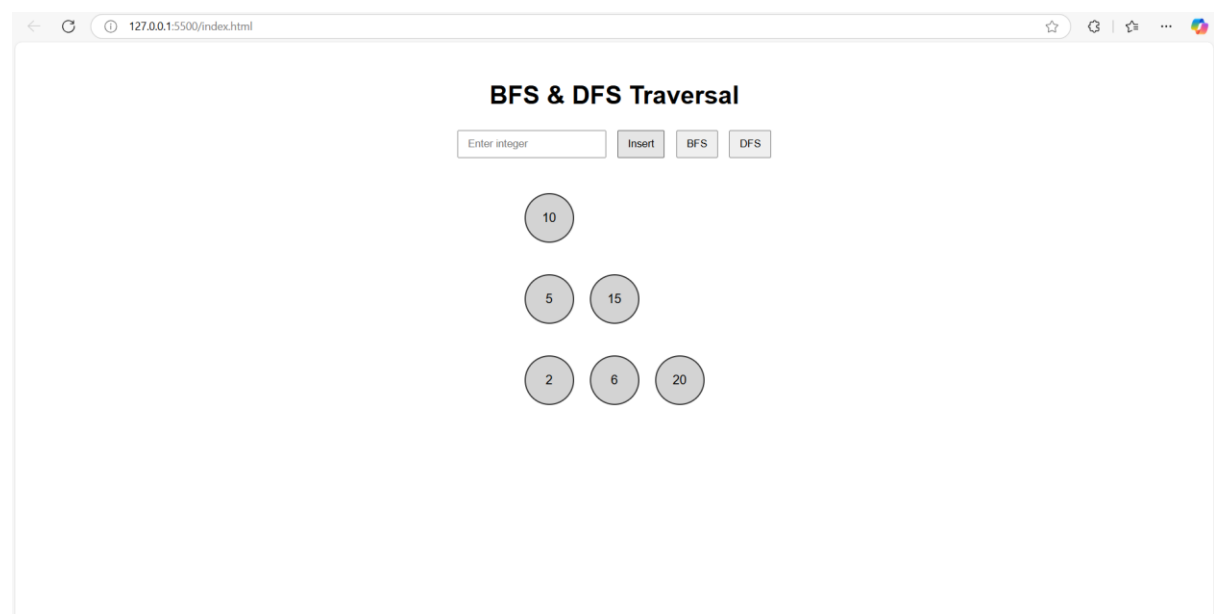 127.0.0.1:5500/index.html
BFS & DFS Traversal
Enter integer Insert BFS DFS
10
5 15
2 6 20